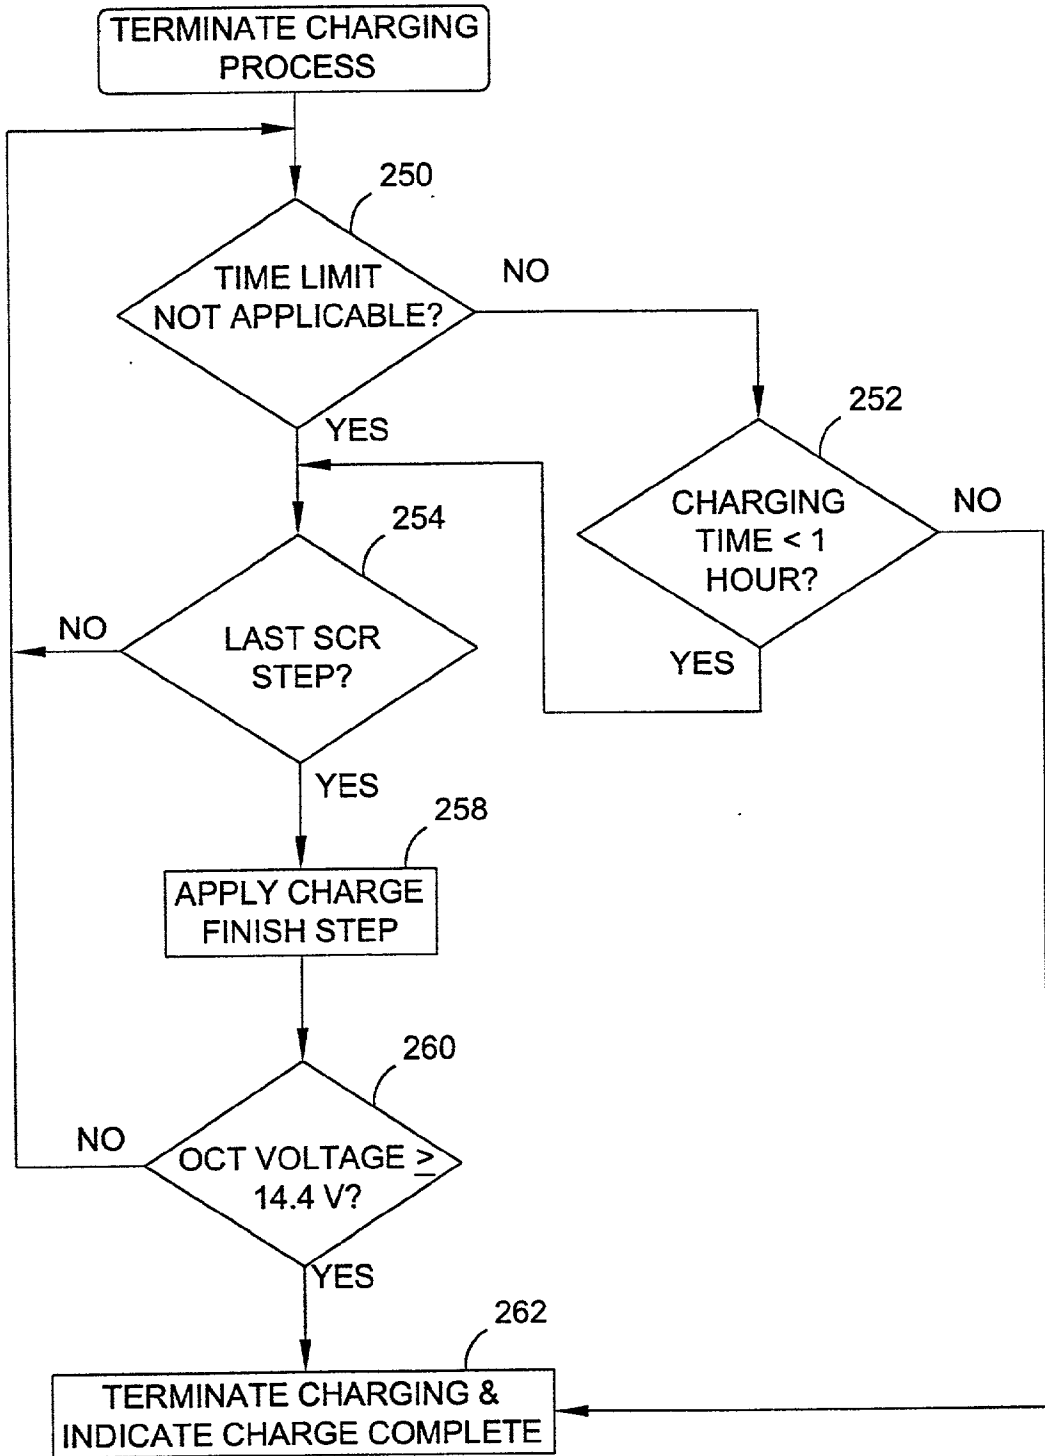 TERMINATE CHARGING
PROCESS
250
TIME LIMIT
NOT APPLICABLE?
NO
YES
252
CHARGING
TIME < 1
HOUR?
NO
YES
254
LAST SCR
STEP?
NO
YES
258
APPLY CHARGE
FINISH STEP
260
OCT VOLTAGE ≥
14.4 V?
NO
YES
262
TERMINATE CHARGING &
INDICATE CHARGE COMPLETE